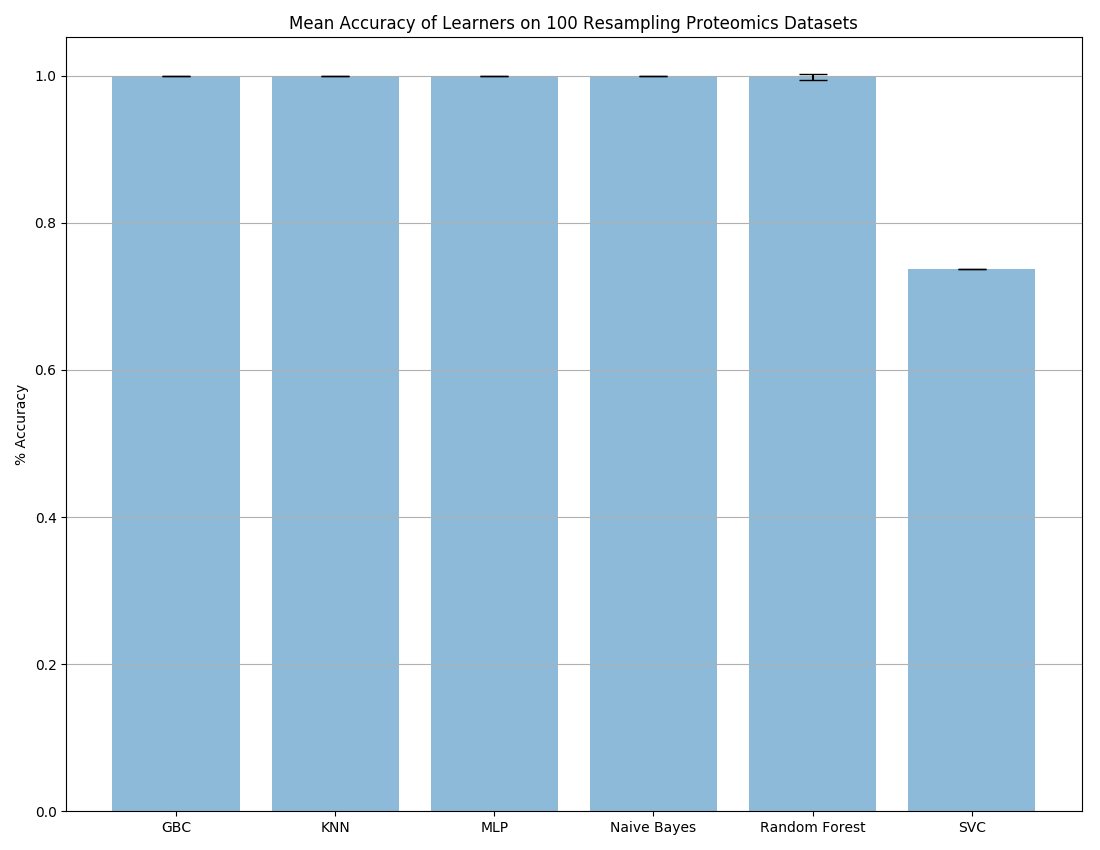 Mean Accuracy of Learners on 100 Resampling Proteomics Datasets
% Accuracy
1.0
0.8
0.6
0.4
0.2
0.0
GBC
KNN
MLP
Naive Bayes
Random Forest
SVC